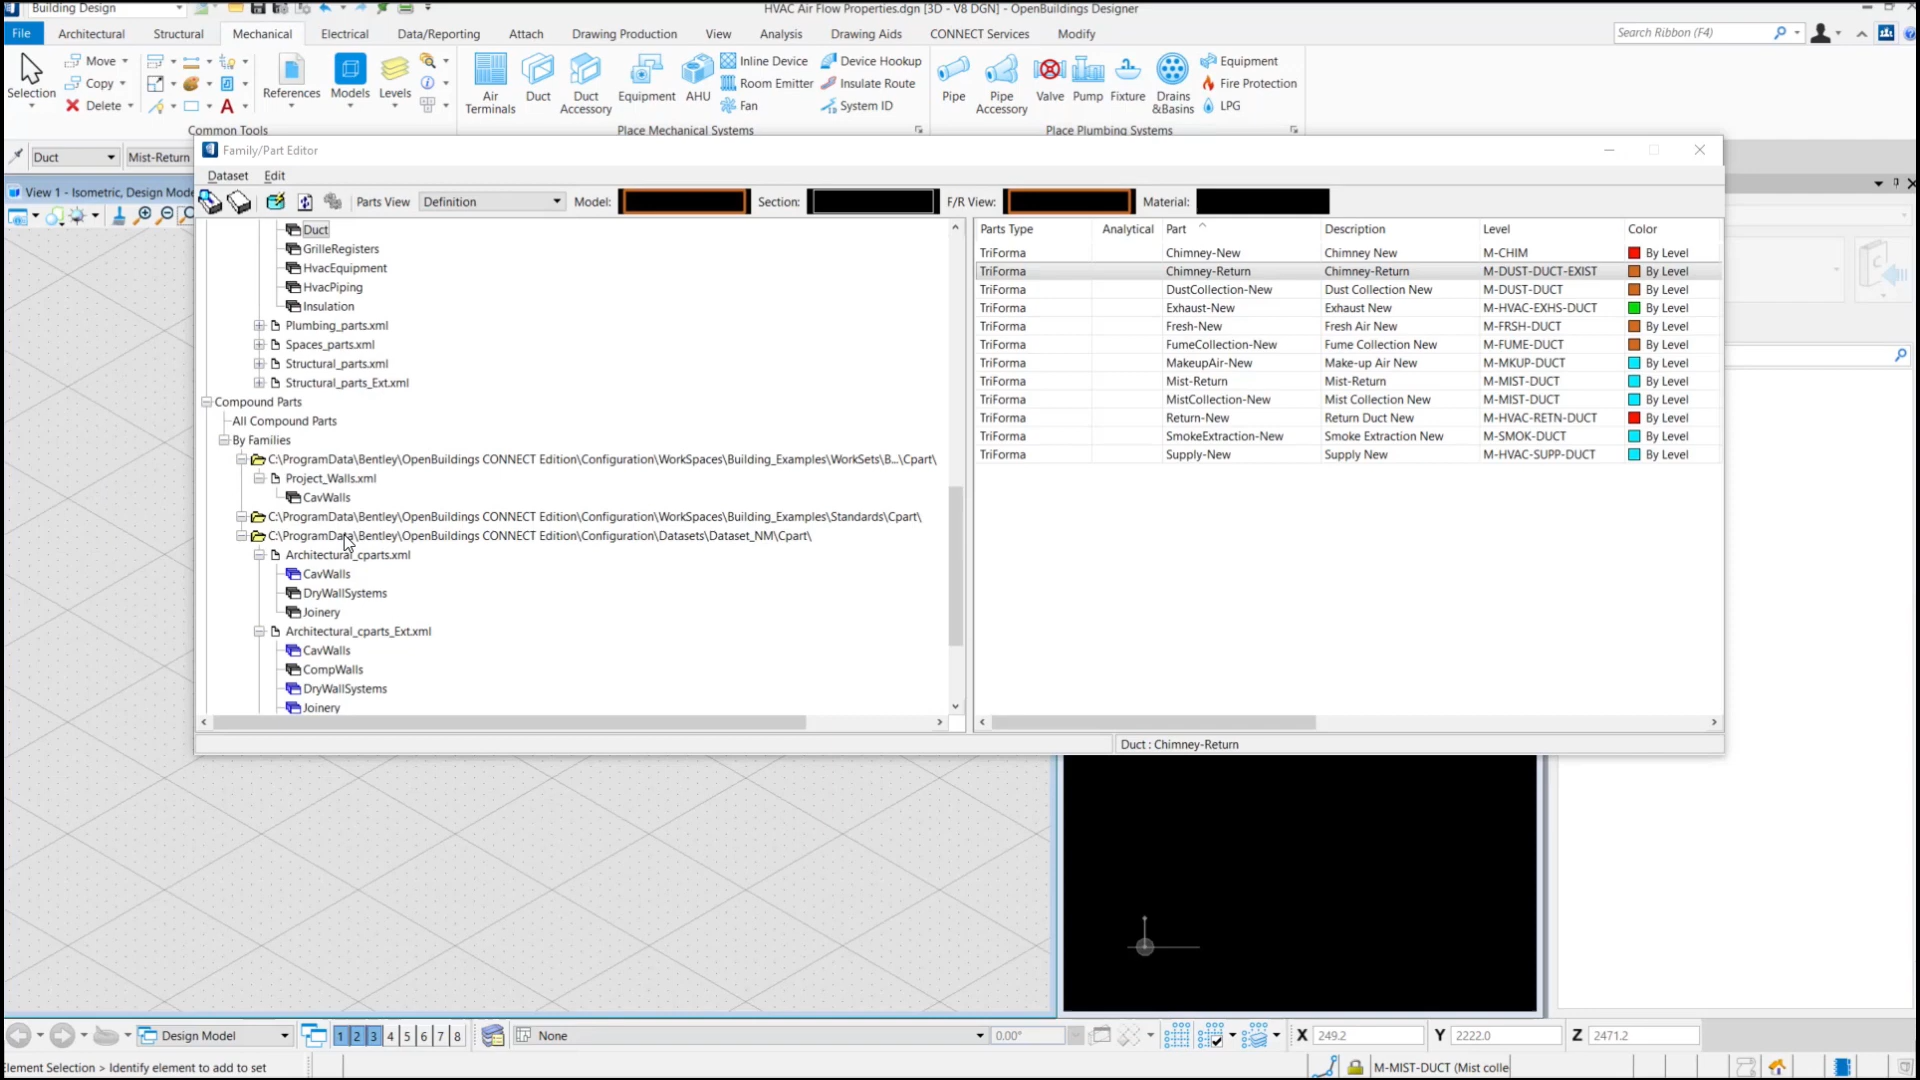 Building Design
HVAC Air Flow Properties.dgn [3D - V8 DGN] - OpenBuildings Designer
File
Architectural
Structural
Mechanical
Electrical
Data/Reporting
Attach
Drawing Production
View
Analysis
Drawing Aids
CONNECT Services
Modify
Search Ribbon (F4)
Selection
Move
Copy
Delete
References
Models
Levels
Common Tools
Air Terminals
Duct
Duct Accessory
Equipment
AHU
Inline Device
Room Emitter
Fan
Device Hookup
Insulate Route
System ID
Place Mechanical Systems
Pipe
Pipe Accessory
Valve
Pump
Fixture
Drains &Basins
Equipment
Fire Protection
LPG
Place Plumbing Systems
Duct
Mist-Return
View 1 - Isometric, Design Mode
Family/Part Editor
Dataset Edit
Parts View Definition Model: Section: F/R View: Material:
Duct
GrilleRegisters
HvacEquipment
HvacPiping
Insulation
Plumbing_parts.xml
Spaces_parts.xml
Structural_parts.xml
Structural_parts_Ext.xml
Compound Parts
All Compound Parts
By Families
C:\ProgramData\Bentley\OpenBuildings CONNECT Edition\Configuration\WorkSpaces\Building_Examples\WorkSets\B...\Cpart\
Project_Walls.xml
CavWalls
C:\ProgramData\Bentley\OpenBuildings CONNECT Edition\Configuration\WorkSpaces\Building_Examples\Standards\Cpart\
C:\ProgramData\Bentley\OpenBuildings CONNECT Edition\Configuration\Datasets\Dataset_NM\Cpart\
Architectural_cparts.xml
CavWalls
DryWallSystems
Joinery
Architectural_cparts_Ext.xml
CavWalls
CompWalls
DryWallSystems
Joinery
Parts Type Analytical Part Description Level Color
TriForma Chimney-New Chimney New M-CHIM By Level
TriForma Chimney-Return Chimney-Return M-DUST-DUCT-EXIST By Level
TriForma DustCollection-New Dust Collection New M-DUST-DUCT By Level
TriForma Exhaust-New Exhaust New M-HVAC-EXHS-DUCT By Level
TriForma Fresh-New Fresh Air New M-FRSH-DUCT By Level
TriForma FumeCollection-New Fume Collection New M-FUME-DUCT By Level
TriForma MakeupAir-New Make-up Air New M-MKUP-DUCT By Level
TriForma Mist-Return Mist-Return M-MIST-DUCT By Level
TriForma MistCollection-New Mist Collection New M-MIST-DUCT By Level
TriForma Return-New Return Duct New M-HVAC-RETN-DUCT By Level
TriForma SmokeExtraction-New Smoke Extraction New M-SMOK-DUCT By Level
TriForma Supply-New Supply New M-HVAC-SUPP-DUCT By Level
Duct : Chimney-Return
Design Model
1 2 3 4 5 6 7 8
None
0.00°
X 249.2 Y 2222.0 Z 2471.2
Element Selection > Identify element to add to set
M-MIST-DUCT (Mist colle